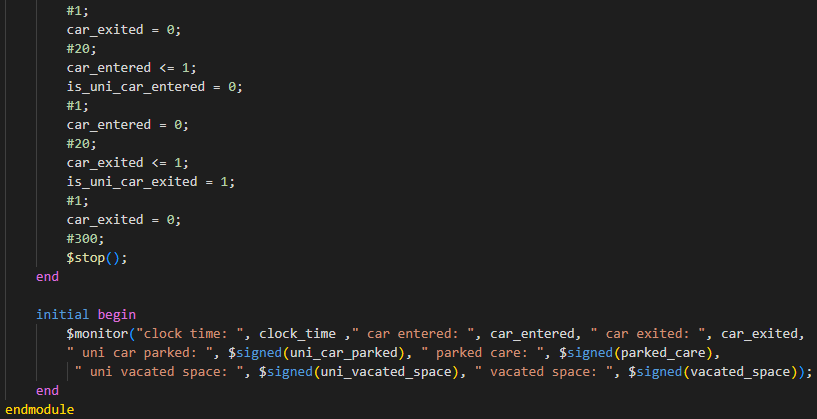 #1;
car_exited = 0;
#20;
car_entered <= 1;
is_uni_car_entered = 0;
#1;
car_entered = 0;
#20;
car_exited <= 1;
is_uni_car_exited = 1;
#1;
car_exited = 0;
#300;
$stop();
end
initial begin
$monitor("clock time: ", clock_time ," car entered: ", car_entered, " car exited: ", car_exited,
" uni car parked: ", $signed(uni_car_parked), " parked care: ", $signed(parked_care),
" uni vacated space: ", $signed(uni_vacated_space), " vacated space: ", $signed(vacated_space));
end
endmodule